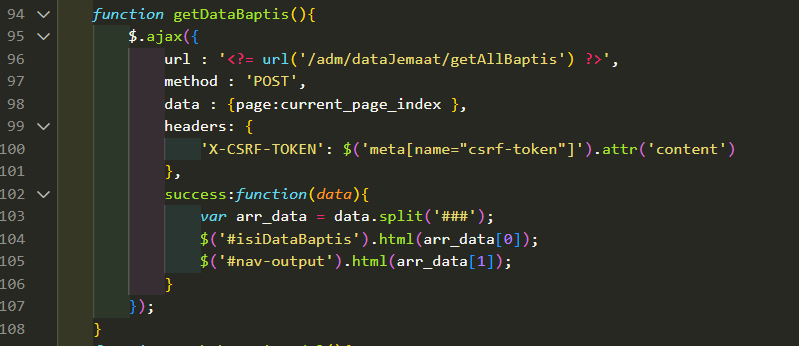 94 function getDataBaptis(){
95 $.ajax({
96 url : '<?= url('/adm/dataJemaat/getAllBaptis') ?>',
97 method : 'POST',
98 data : {page:current_page_index },
99 headers: {
100 'X-CSRF-TOKEN': $('meta[name="csrf-token"]').attr('content')
101 },
102 success:function(data){
103 var arr_data = data.split('###');
104 $('#isiDataBaptis').html(arr_data[0]);
105 $('#nav-output').html(arr_data[1]);
106 }
107 });
108 }